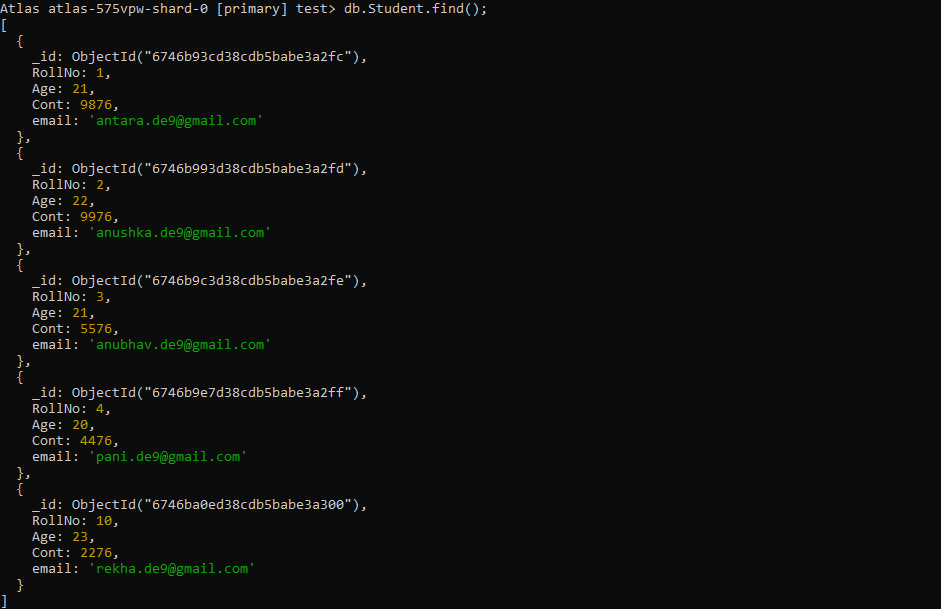 Atlas atlas-575vpw-shard-0 [primary] test> db.Student.find();
[
  {
    _id: ObjectId("6746b93cd38cdb5babe3a2fc"),
    RollNo: 1,
    Age: 21,
    Cont: 9876,
    email: 'antara.de9@gmail.com'
  },
  {
    _id: ObjectId("6746b993d38cdb5babe3a2fd"),
    RollNo: 2,
    Age: 22,
    Cont: 9976,
    email: 'anushka.de9@gmail.com'
  },
  {
    _id: ObjectId("6746b9c3d38cdb5babe3a2fe"),
    RollNo: 3,
    Age: 21,
    Cont: 5576,
    email: 'anubhav.de9@gmail.com'
  },
  {
    _id: ObjectId("6746b9e7d38cdb5babe3a2ff"),
    RollNo: 4,
    Age: 20,
    Cont: 4476,
    email: 'pani.de9@gmail.com'
  },
  {
    _id: ObjectId("6746ba0ed38cdb5babe3a300"),
    RollNo: 10,
    Age: 23,
    Cont: 2276,
    email: 'rekha.de9@gmail.com'
  }
]